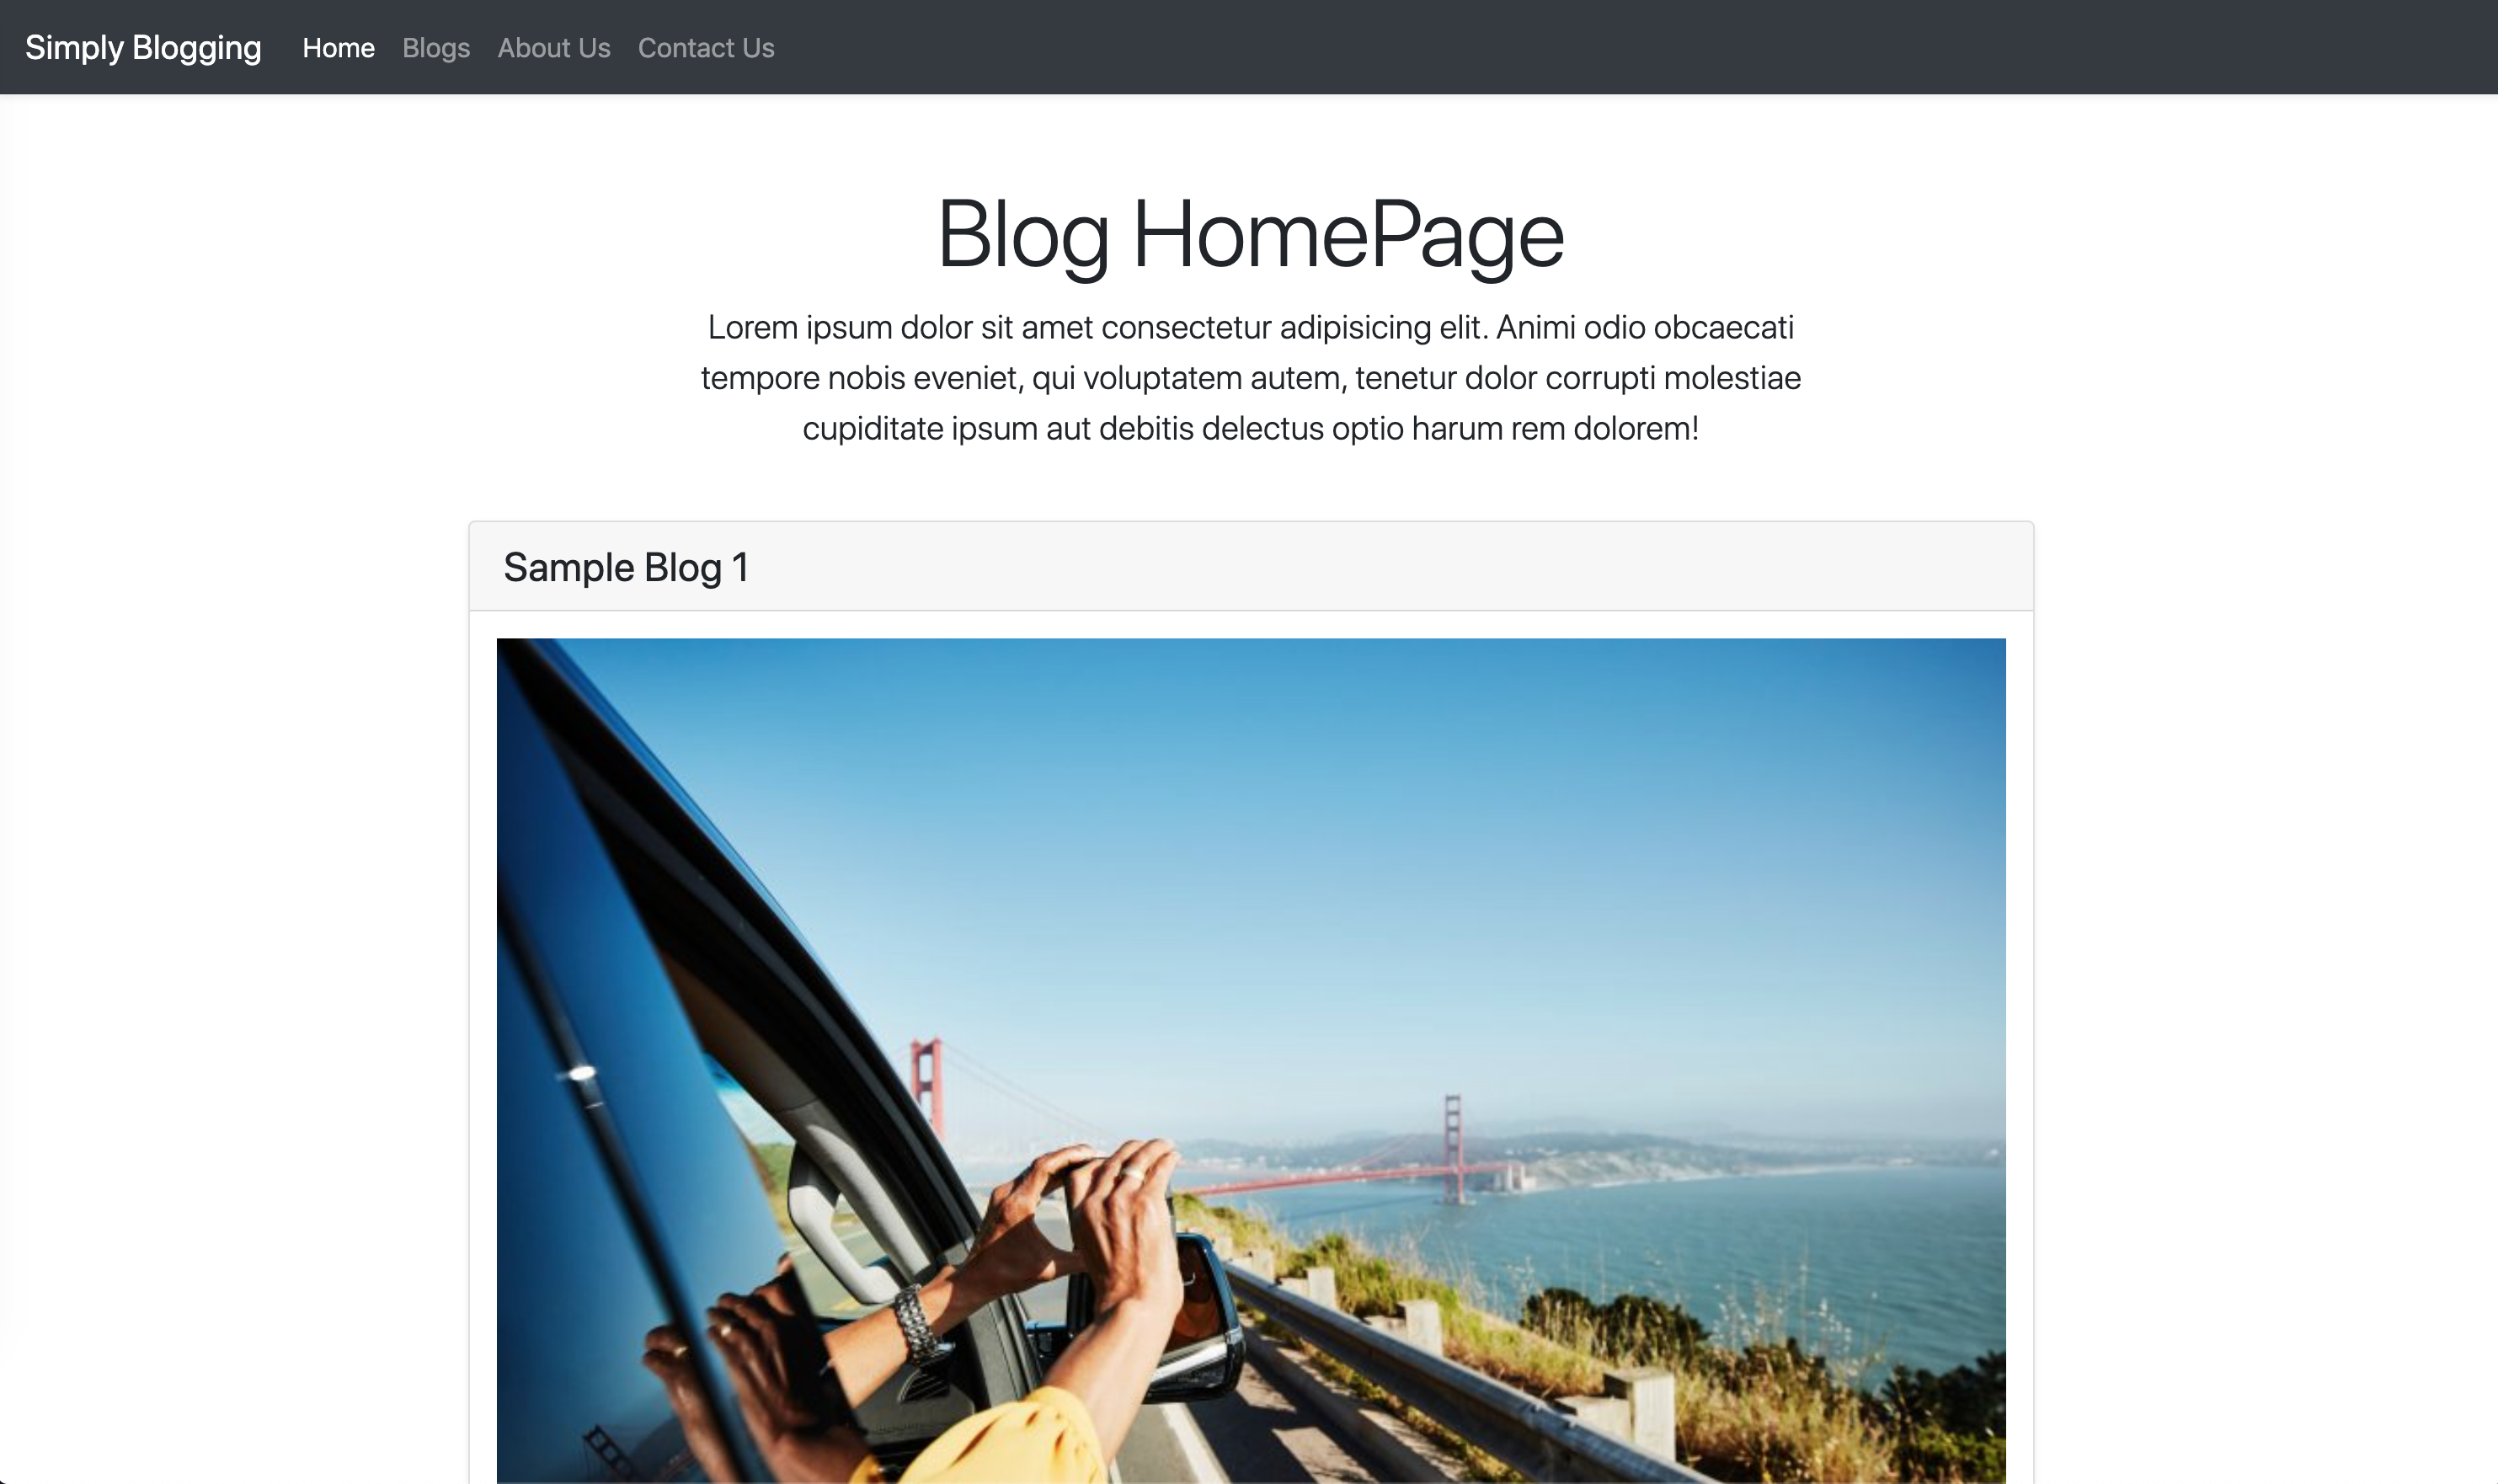 Simply Blogging Home Blogs About Us Contact Us
Blog HomePage
Lorem ipsum dolor sit amet consectetur adipisicing elit. Animi odio obcaecati
tempore nobis eveniet, qui voluptatem autem, tenetur dolor corrupti molestiae
cupiditate ipsum aut debitis delectus optio harum rem dolorem!
Sample Blog 1